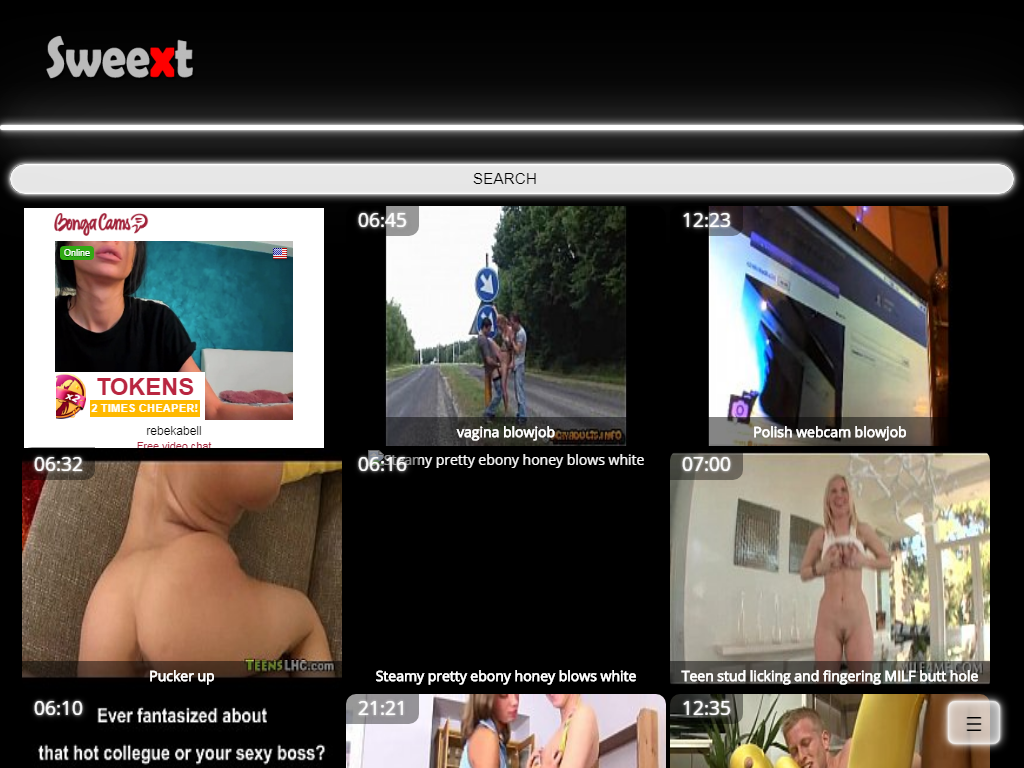 Sweext
SEARCH
BongaCams
Online
TOKENS
2 TIMES CHEAPER!
rebekabell
Free video chat
06:45
vagina blowjob
12:23
Polish webcam blowjob
06:32
TEENSLHC.com
Pucker up
06:16
Steamy pretty ebony honey blows white
Steamy pretty ebony honey blows white
07:00
Teen stud licking and fingering MILF butt hole
06:10
Ever fantasized about
that hot collegue or your sexy boss?
21:21
12:35